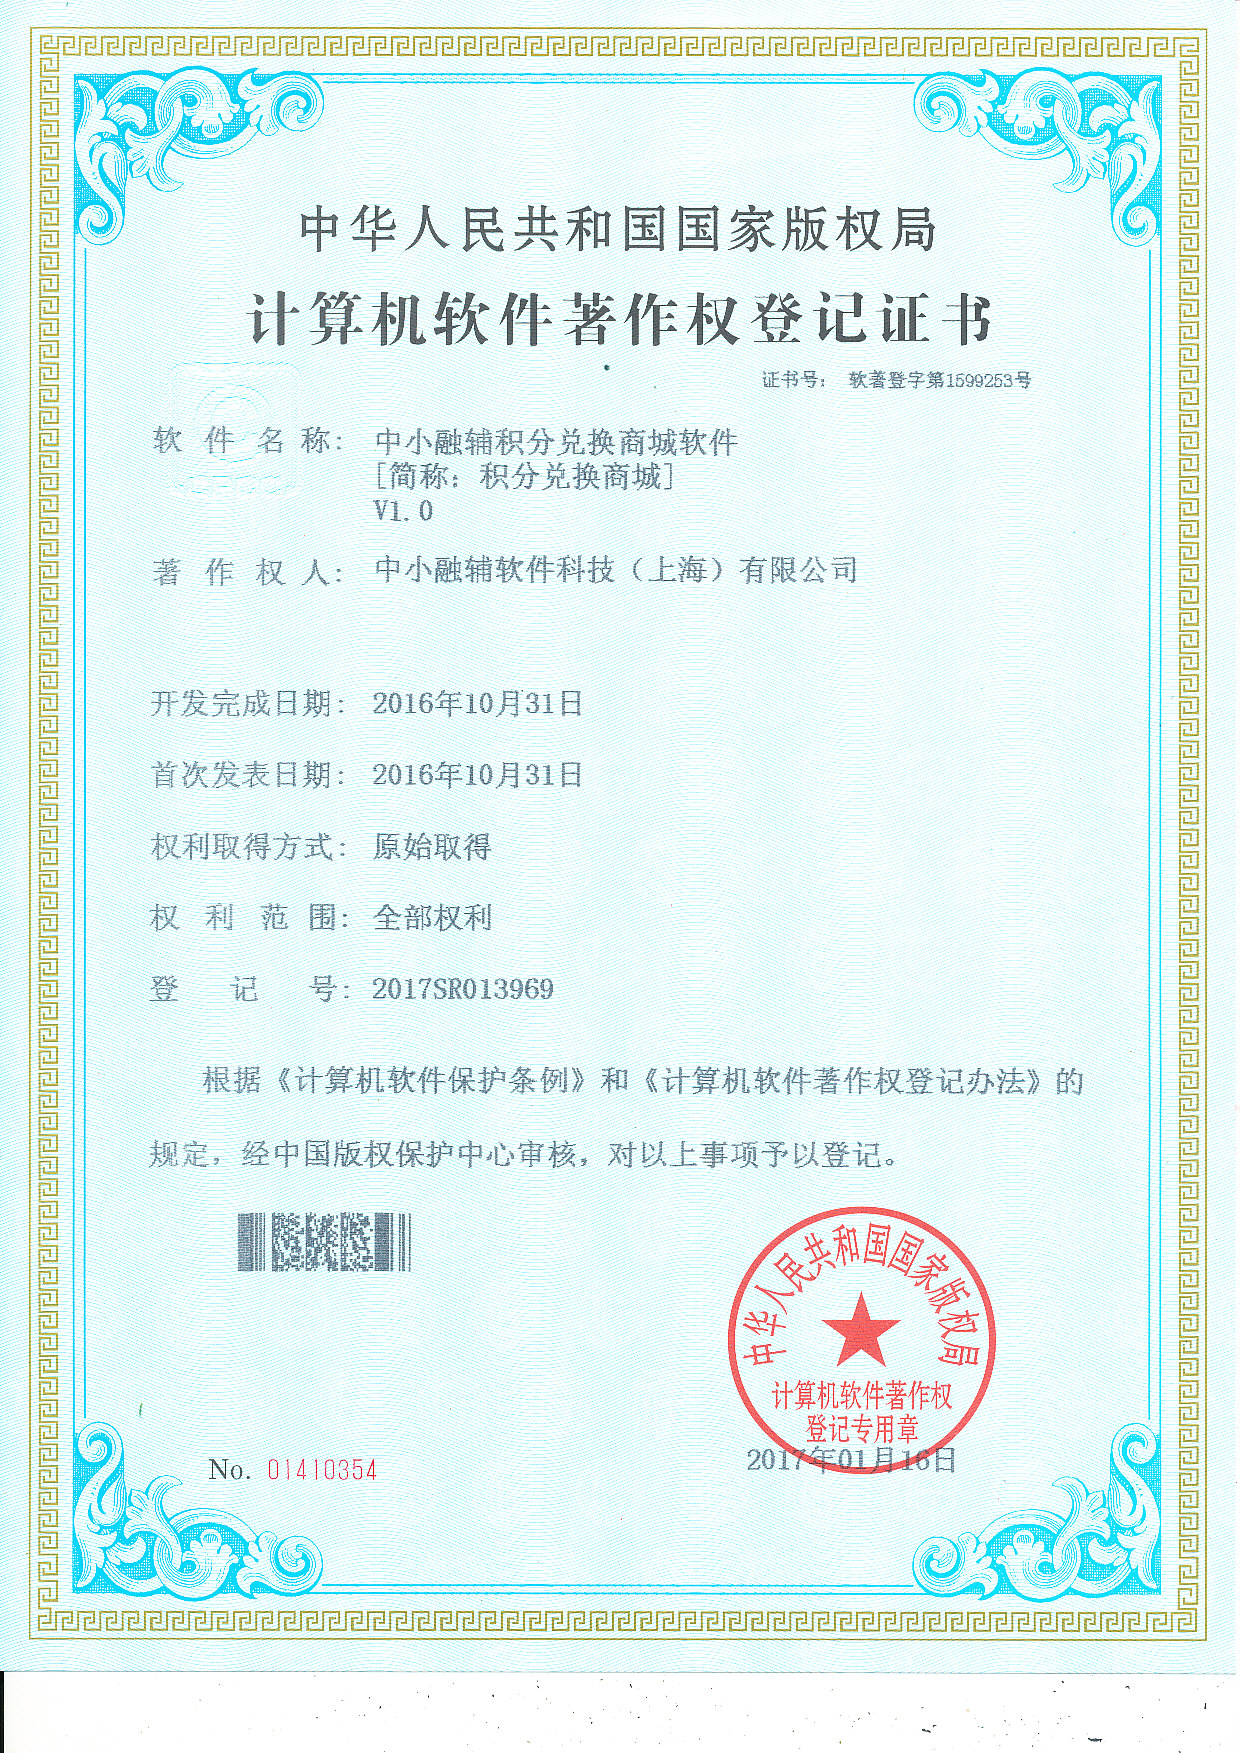 中华人民共和国国家版权局
计算机软件著作权登记证书
证书号： 软著登字第1599253号
软件名称： 中小融辅积分兑换商城软件
[简称：积分兑换商城]
V1.0
著作权人： 中小融辅软件科技（上海）有限公司
开发完成日期： 2016年10月31日
首次发表日期： 2016年10月31日
权利取得方式： 原始取得
权利范围： 全部权利
登记号： 2017SR013969
根据《计算机软件保护条例》和《计算机软件著作权登记办法》的
规定，经中国版权保护中心审核，对以上事项予以登记。
中华人民共和国国家版权局
计算机软件著作权
登记专用章
No. 01410354
2017年01月16日